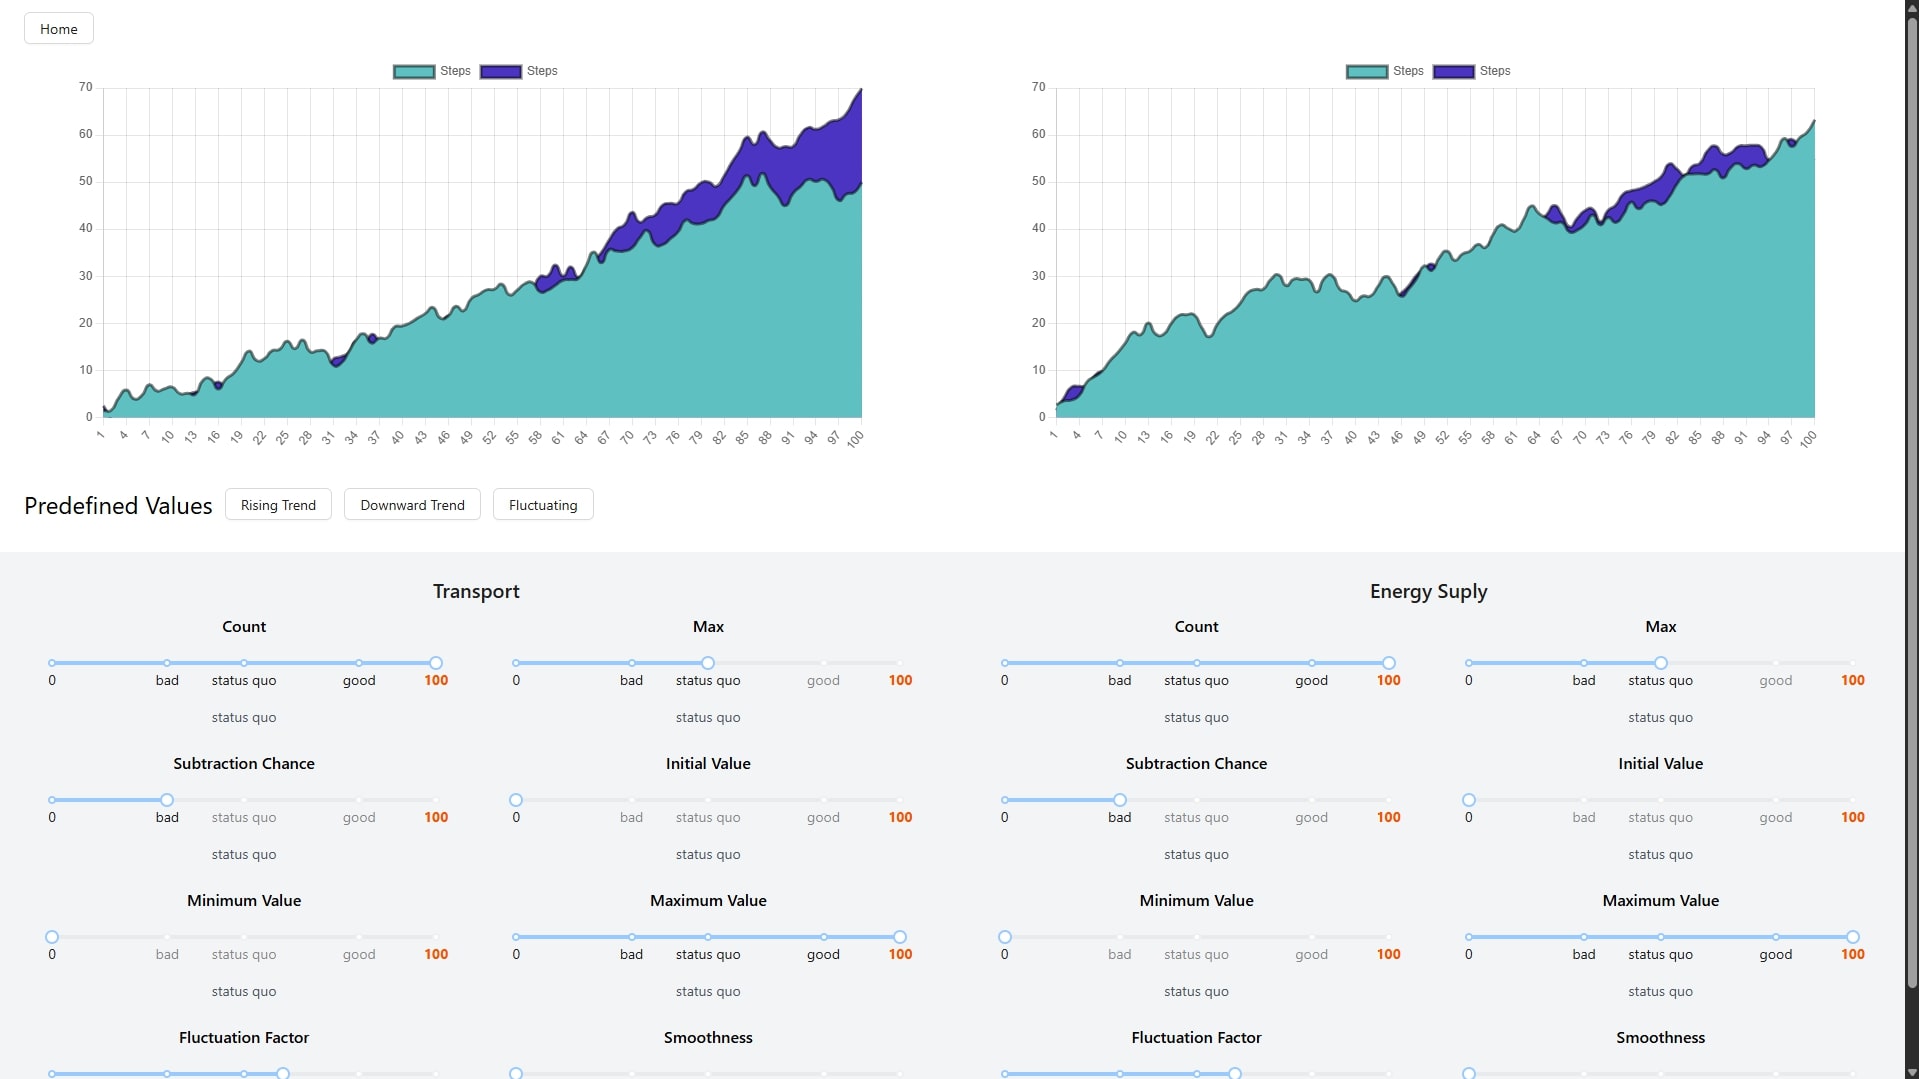 Home
Steps Steps
70
60
50
40
30
20
10
0
1 4 7 10 13 16 19 22 25 28 31 34 37 40 43 46 49 52 55 58 61 64 67 70 73 76 79 82 85 88 91 94 97 100
Steps Steps
70
60
50
40
30
20
10
0
1 4 7 10 13 16 19 22 25 28 31 34 37 40 43 46 49 52 55 58 61 64 67 70 73 76 79 82 85 88 91 94 97 100
Predefined Values Rising Trend Downward Trend Fluctuating
Transport
Count Max
0 bad status quo good 100 0 bad status quo good 100
status quo status quo
Subtraction Chance Initial Value
0 bad status quo good 100 0 bad status quo good 100
status quo status quo
Minimum Value Maximum Value
0 bad status quo good 100 0 bad status quo good 100
status quo status quo
Fluctuation Factor Smoothness
Energy Suply
Count Max
0 bad status quo good 100 0 bad status quo good 100
status quo status quo
Subtraction Chance Initial Value
0 bad status quo good 100 0 bad status quo good 100
status quo status quo
Minimum Value Maximum Value
0 bad status quo good 100 0 bad status quo good 100
status quo status quo
Fluctuation Factor Smoothness